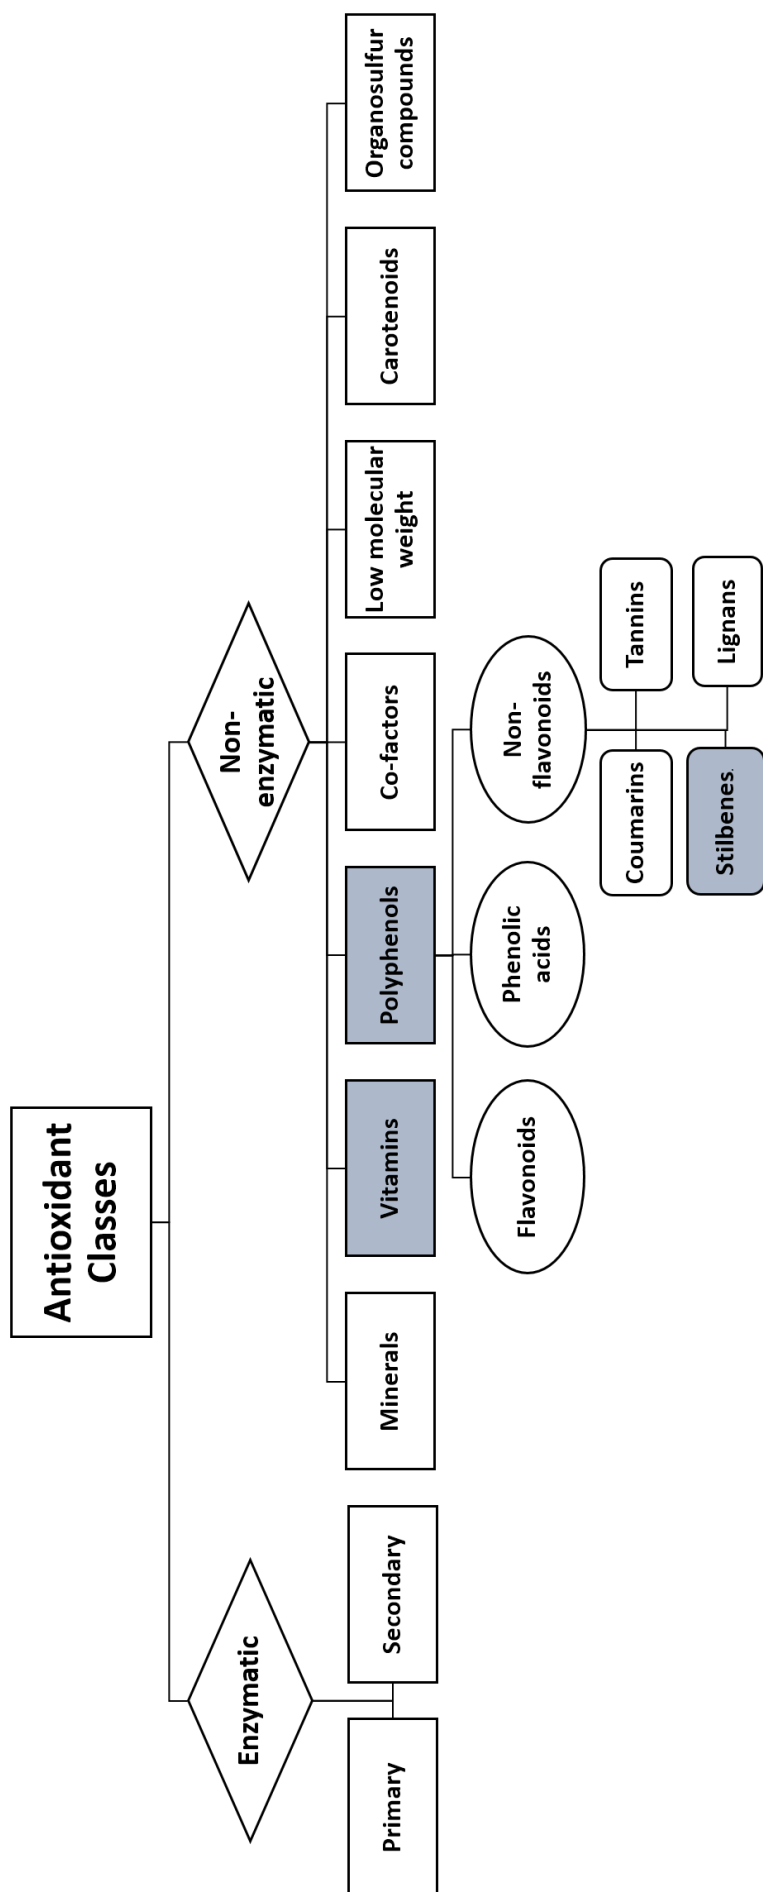 Antioxidant
Classes
Enzymatic
Non-
enzymatic
Primary
Secondary
Minerals
Vitamins
Polyphenols
Co-factors
Low molecular
weight
Carotenoids
Organosulfur
compounds
Flavonoids
Phenolic
acids
Non-
flavonoids
Coumarins
Tannins
Stilbenes.
Lignans